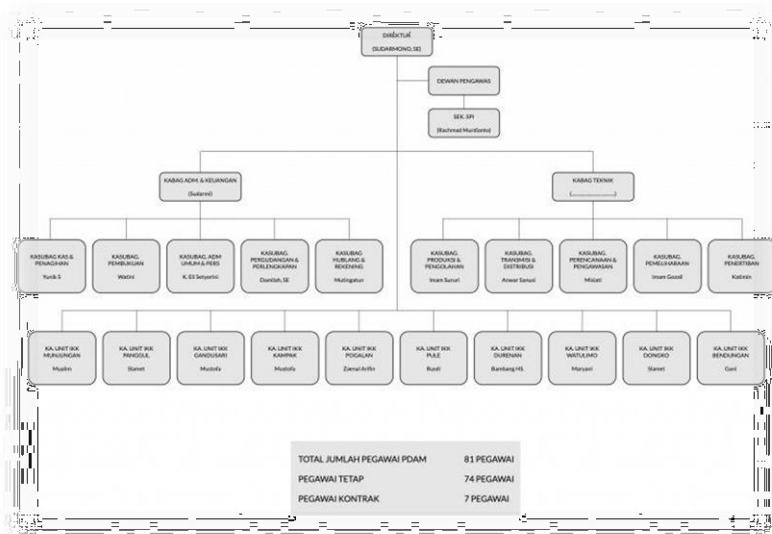 DIREKTUR
(SUDARMONO, SE)
DEWAN PENGAWAS
SEK. SPI
(Rachmad Murdianto)
KABAG ADM. & KEUANGAN
(Sudarmi)
KABAG TEKNIK
(........................)
KASUBAG KAS &
PENAGIHAN
Yunik S
KASUBAG.
PEMBUKUAN
Watini
KASUBAG. ADM
UMUM & PERS
K. Eli Setyorini
KASUBAG.
PERGUDANGAN &
PERLENGKAPAN
Damilah, SE
KASUBAG
HUBLANG &
REKENING
Mutingatun
KASUBAG.
PRODUKSI &
PENGOLAHAN
Imam Sururi
KASUBAG.
TRANSMISI &
DISTRIBUSI
Anwar Sanusi
KASUBAG.
PERENCANAAN &
PENGAWASAN
KASUBAG.
PEMELIHARAAN
Imam Gozali
KASUBAG.
PENERTIBAN
Katimin
KA. UNIT IKK
MUNJUNGAN
Muslim
KA. UNIT IKK
PANGGUL
Slamet
KA. UNIT IKK
GANDUSARI
Mustofa
KA. UNIT IKK
KAMPAK
Mustofa
KA. UNIT IKK
POGALAN
Zaenal Arifin
KA. UNIT IKK
PULE
Rusdi
KA. UNIT IKK
DURENAN
Bambang HS.
KA. UNIT IKK
WATULIMO
Maryani
KA. UNIT IKK
DONGKO
Slamet
KA. UNIT IKK
BENDUNGAN
Gani
TOTAL JUMLAH PEGAWAI PDAM 81 PEGAWAI
PEGAWAI TETAP 74 PEGAWAI
PEGAWAI KONTRAK 7 PEGAWAI